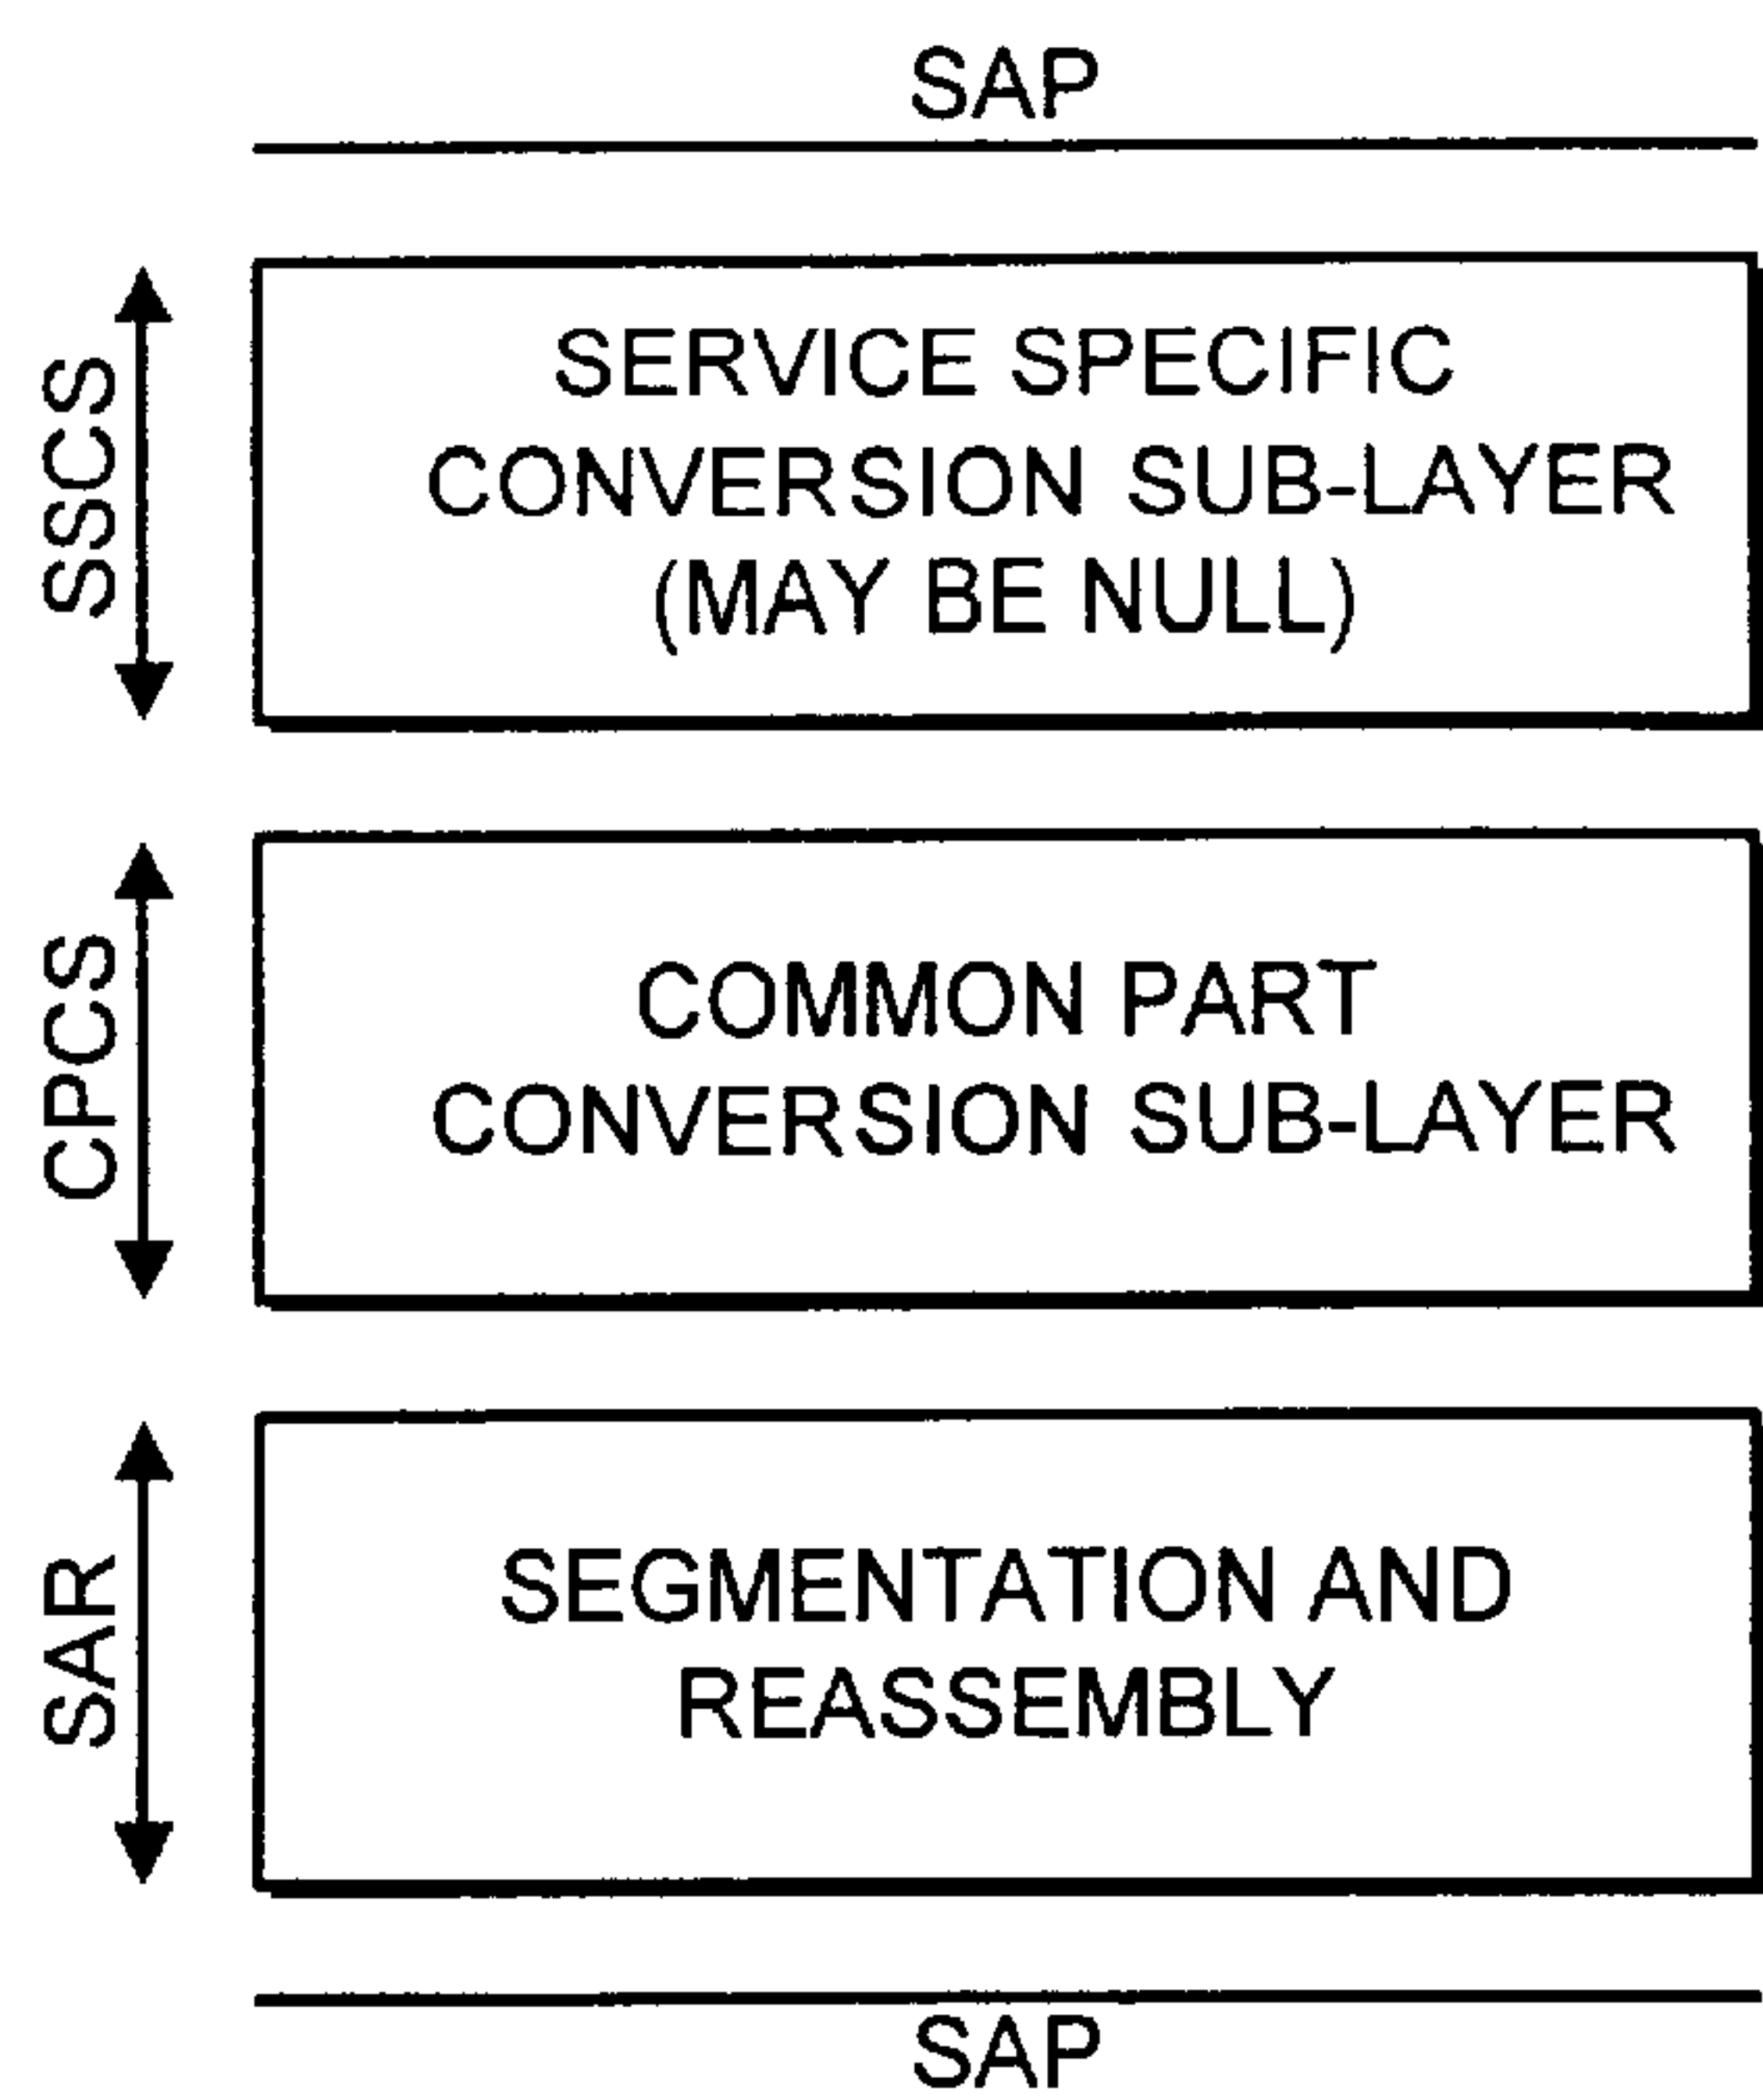 SAP
SSCS
SERVICE SPECIFIC
CONVERSION SUB-LAYER
(MAY BE NULL)
CPCS
COMMON PART
CONVERSION SUB-LAYER
SAR
SEGMENTATION AND
REASSEMBLY
SAP